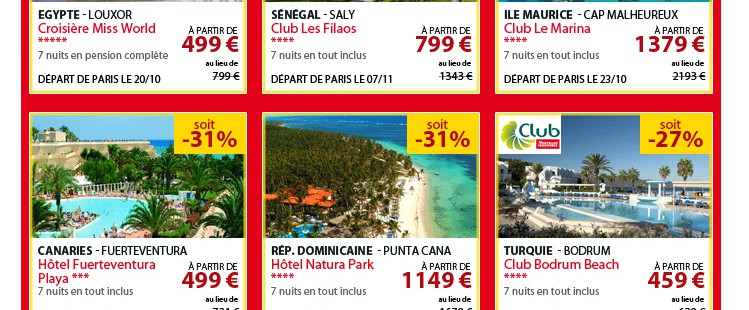 EGYPTE - LOUXOR
Croisière Miss World
*****
À PARTIR DE
499 €
7 nuits en pension complète
au lieu de
DÉPART DE PARIS LE 20/10
799 €
SÉNÉGAL - SALY
Club Les Filaos
****
À PARTIR DE
799 €
7 nuits en tout inclus
au lieu de
DÉPART DE PARIS LE 07/11
1343 €
ILE MAURICE - CAP MALHEUREUX
Club Le Marina
****
À PARTIR DE
1379 €
7 nuits en tout inclus
au lieu de
DÉPART DE PARIS LE 23/10
2193 €
soit
-31%
CANARIES - FUERTEVENTURA
Hôtel Fuerteventura
Playa ***
À PARTIR DE
499 €
7 nuits en tout inclus
au lieu de
soit
-31%
RÉP. DOMINICAINE - PUNTA CANA
Hôtel Natura Park
****
À PARTIR DE
1149 €
7 nuits en tout inclus
au lieu de
Club
soit
-27%
TURQUIE - BODRUM
Club Bodrum Beach
****
À PARTIR DE
459 €
7 nuits en tout inclus
au lieu de